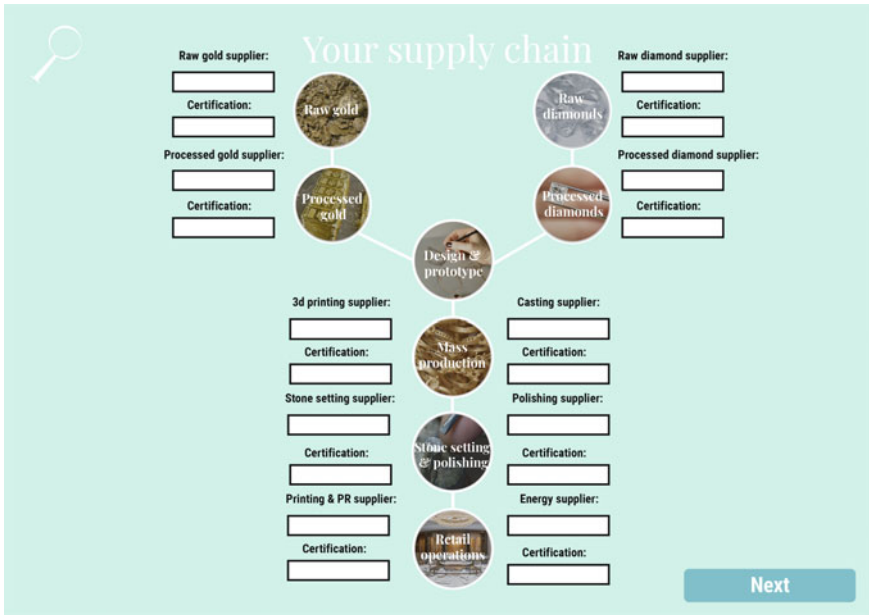 Your supply chain
Raw gold supplier:
Certification:
Processed gold supplier:
Certification:
Raw gold
Processed
gold
Raw
diamonds
Processed
diamonds
Raw diamond supplier:
Certification:
Processed diamond supplier:
Certification:
Design &
prototype
3d printing supplier:
Certification:
Mass
production
Casting supplier:
Certification:
Stone setting supplier:
Certification:
Stone setting
& polishing
Polishing supplier:
Certification:
Printing & PR supplier:
Certification:
Retail
operations
Energy supplier:
Certification:
Next